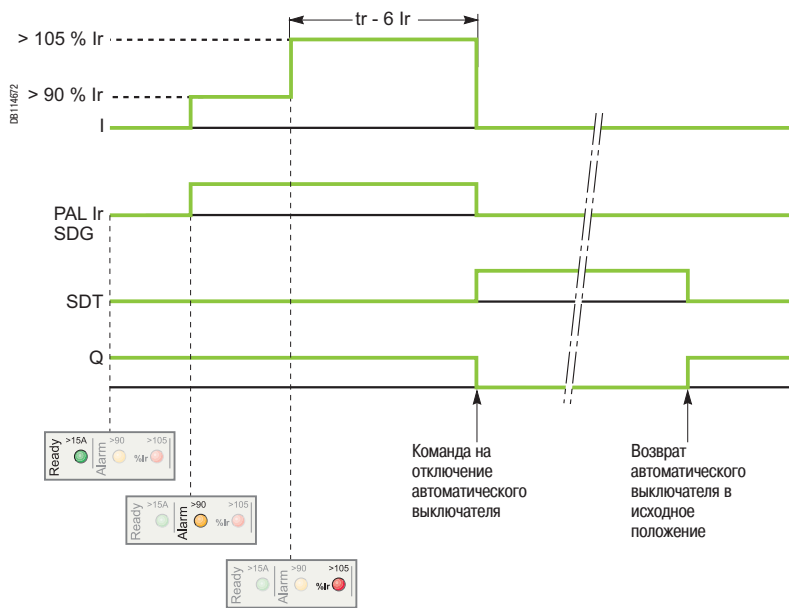 tr - 6 Ir
> 105 % Ir
> 90 % Ir
DB114672
I
PAL Ir
SDG
SDT
Q
Ready >15A Alarm >90 %Ir >105
Ready >15A Alarm >90 %Ir >105
Ready >15A Alarm >90 %Ir >105
Команда на
отключение
автоматического
выключателя
Возврат
автоматического
выключателя в
исходное
положение